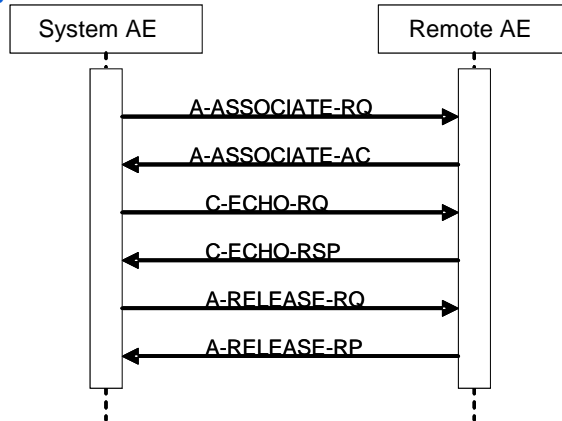 System AE
Remote AE
A-ASSOCIATE-RQ
A-ASSOCIATE-AC
C-ECHO-RQ
C-ECHO-RSP
A-RELEASE-RQ
A-RELEASE-RP